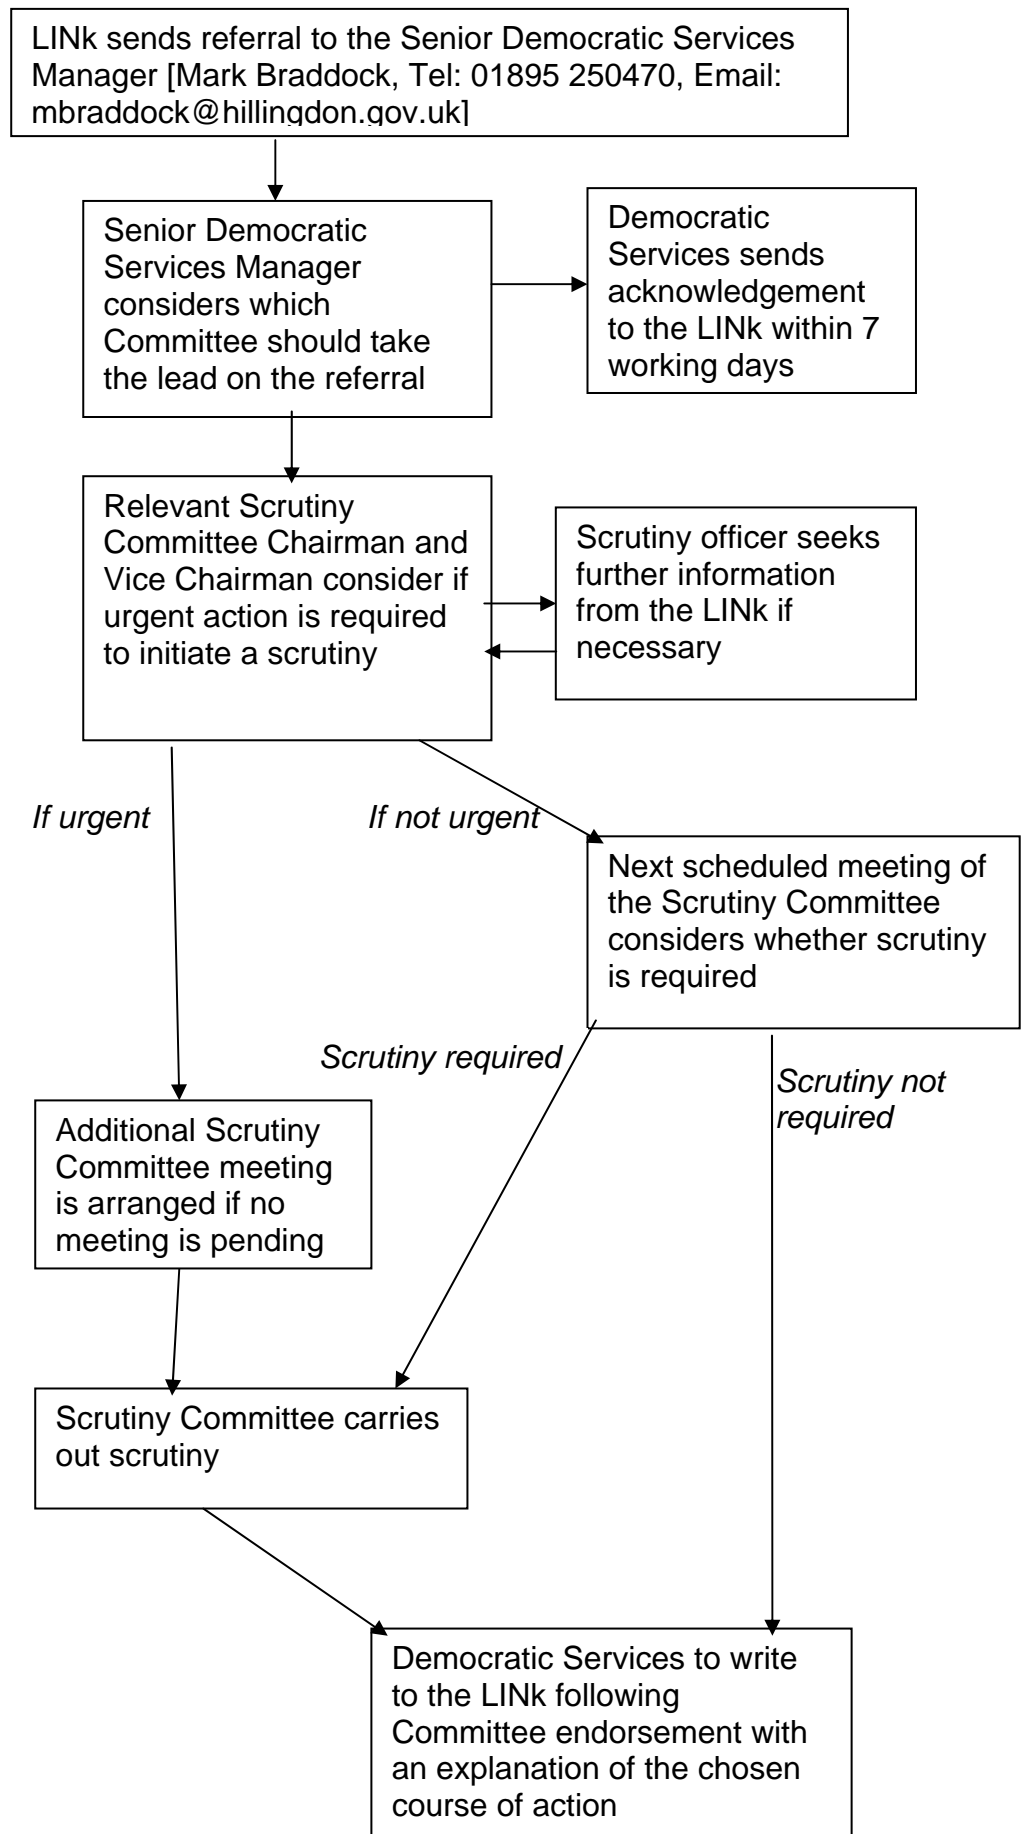 LINk sends referral to the Senior Democratic Services
Manager [Mark Braddock, Tel: 01895 250470, Email:
mbraddock@hillingdon.gov.uk]
Senior Democratic
Services Manager
considers which
Committee should take
the lead on the referral
Democratic
Services sends
acknowledgement
to the LINk within 7
working days
Relevant Scrutiny
Committee Chairman and
Vice Chairman consider if
urgent action is required
to initiate a scrutiny
Scrutiny officer seeks
further information
from the LINk if
necessary
If urgent
If not urgent
Next scheduled meeting of
the Scrutiny Committee
considers whether scrutiny
is required
Scrutiny required
Scrutiny not
required
Additional Scrutiny
Committee meeting
is arranged if no
meeting is pending
Scrutiny Committee carries
out scrutiny
Democratic Services to write
to the LINk following
Committee endorsement with
an explanation of the chosen
course of action